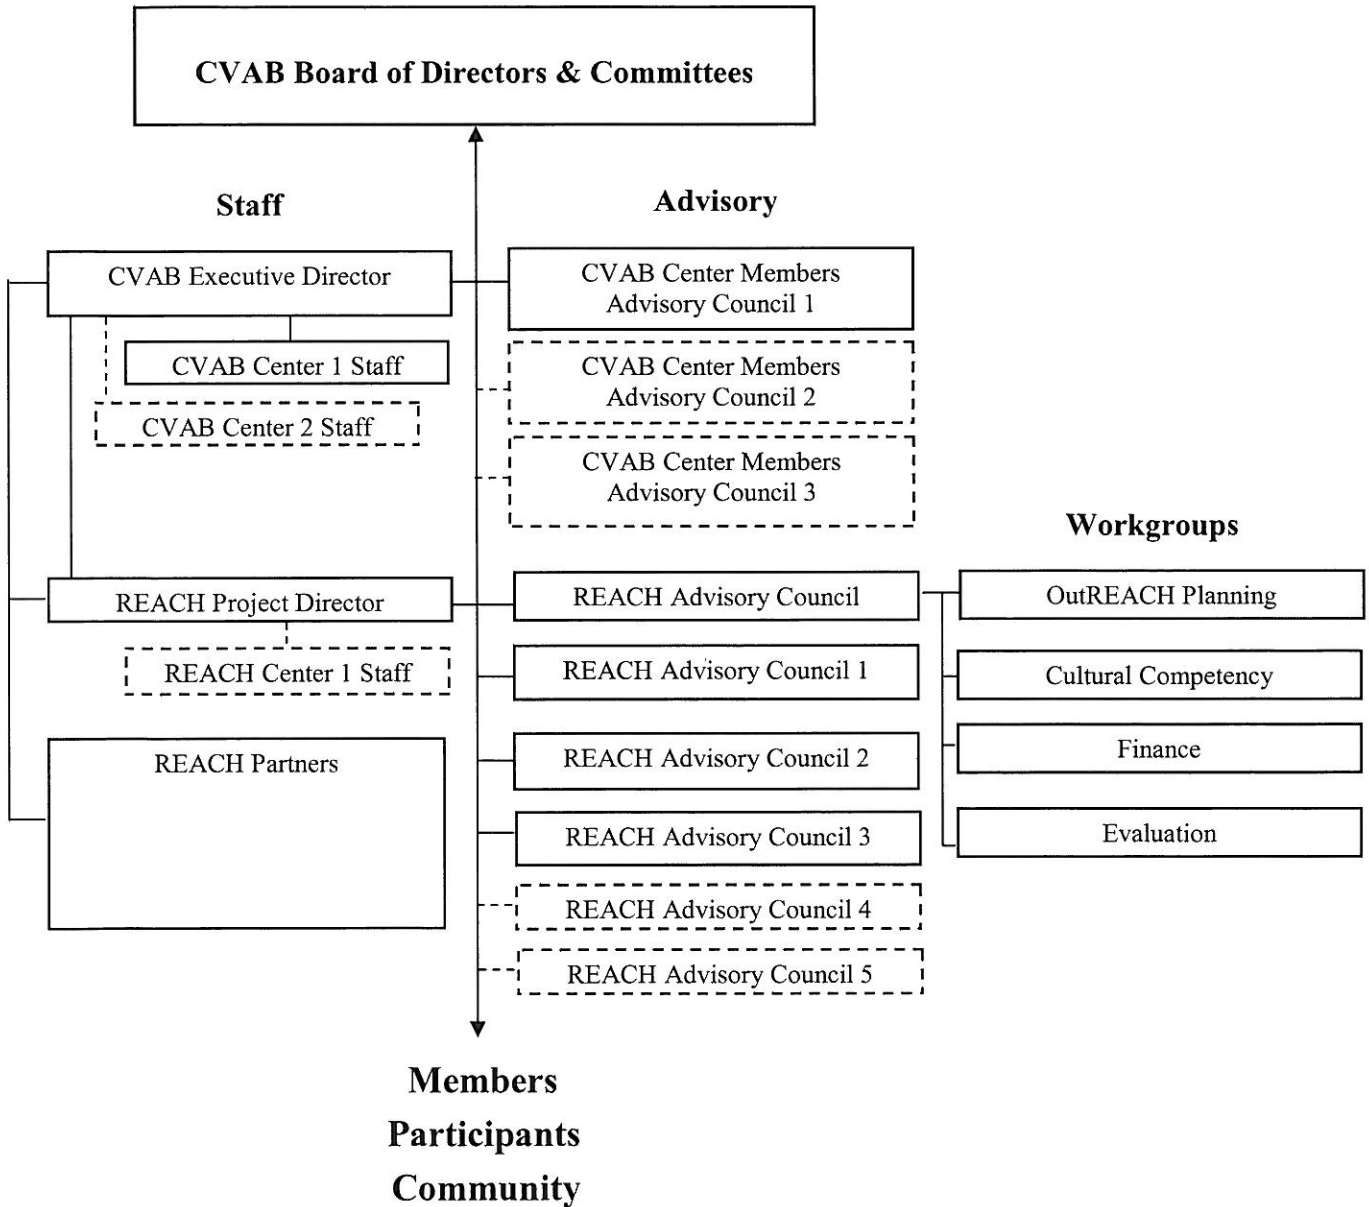 CVAB Board of Directors & Committees
Staff
Advisory
CVAB Executive Director
CVAB Center 1 Staff
CVAB Center 2 Staff
CVAB Center Members
Advisory Council 1
CVAB Center Members
Advisory Council 2
CVAB Center Members
Advisory Council 3
Workgroups
REACH Project Director
REACH Center 1 Staff
REACH Partners
REACH Advisory Council
REACH Advisory Council 1
REACH Advisory Council 2
REACH Advisory Council 3
REACH Advisory Council 4
REACH Advisory Council 5
OutREACH Planning
Cultural Competency
Finance
Evaluation
Members
Participants
Community